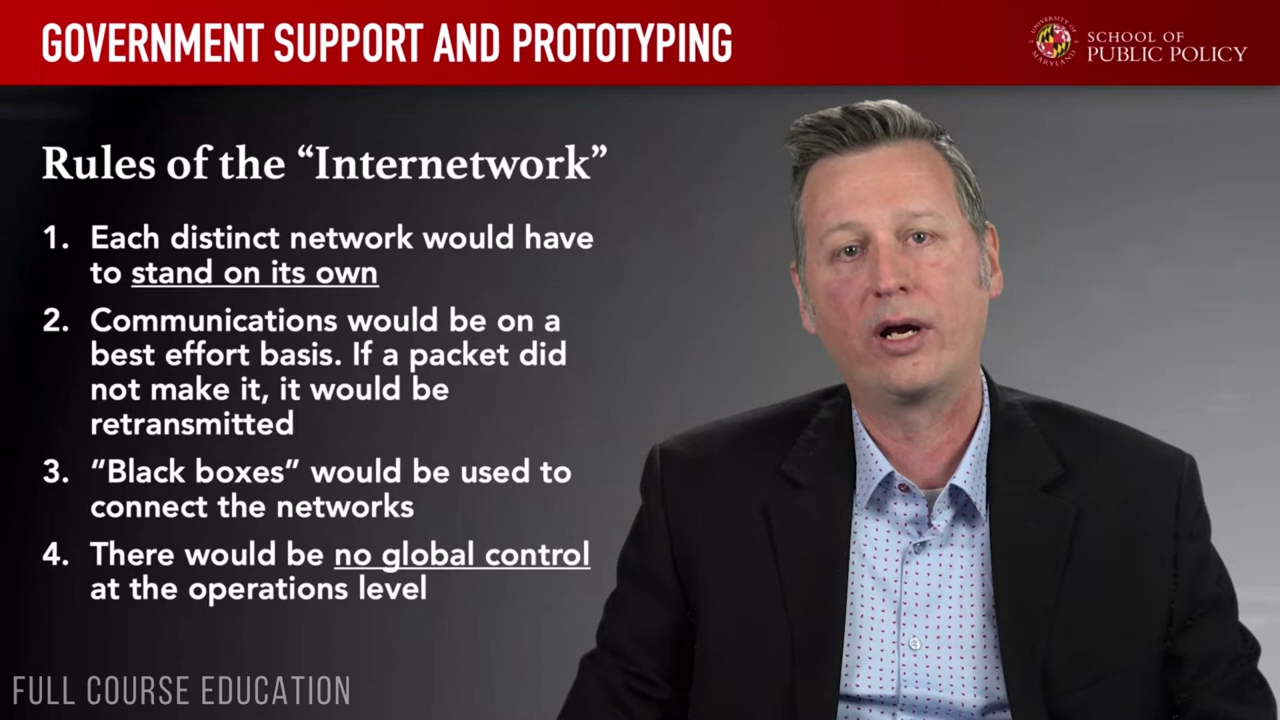 GOVERNMENT SUPPORT AND PROTOTYPING
UNIVERSITY OF
MARYLAND
SCHOOL OF
PUBLIC POLICY
Rules of the “Internetwork”
1. Each distinct network would have
to stand on its own
2. Communications would be on a
best effort basis. If a packet did
not make it, it would be
retransmitted
3. “Black boxes” would be used to
connect the networks
4. There would be no global control
at the operations level
FULL COURSE EDUCATION